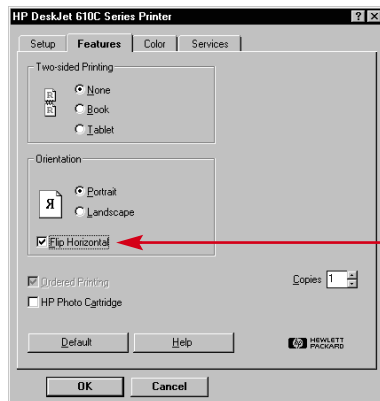 HP DeskJet 610C Series Printer
Setup Features Color Services
Two-sided Printing
None
Book
Tablet
Orientation
Portrait
Landscape
Flip Horizontal
Ordered Printing
Copies 1
HP Photo Cartridge
Default Help
hp HEWLETT
PACKARD
OK Cancel